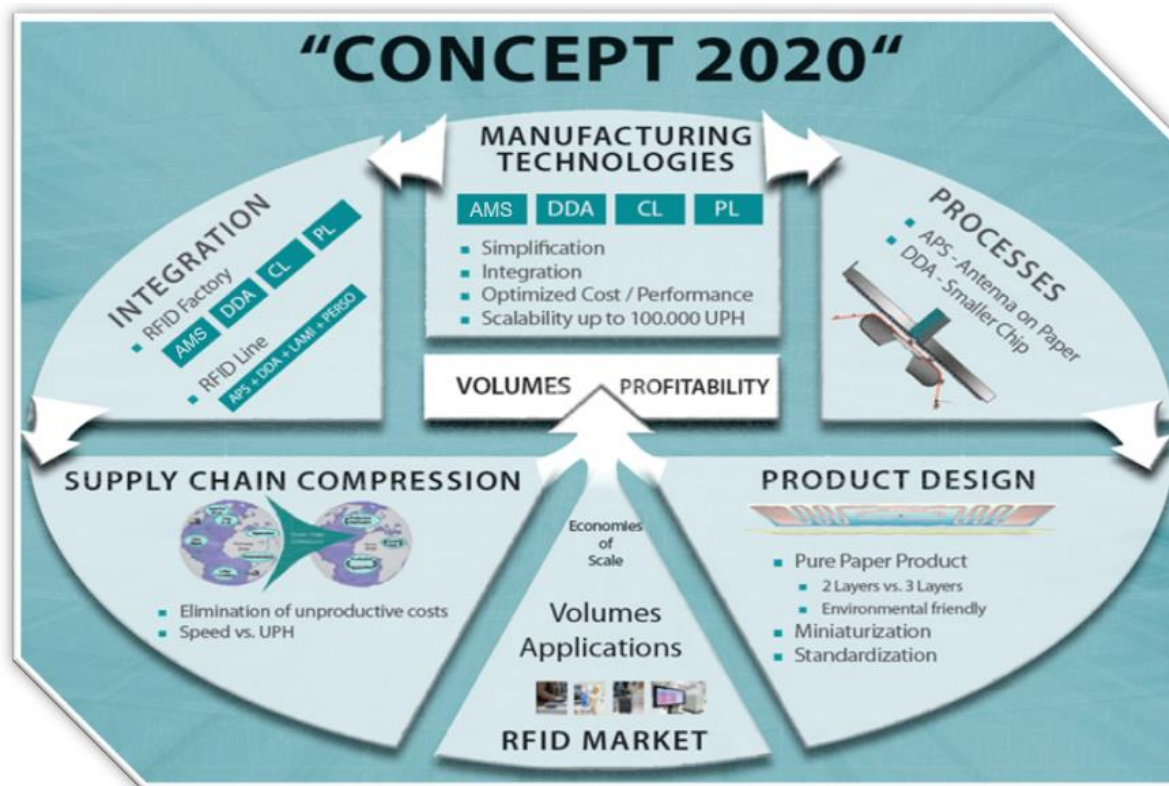 “CONCEPT 2020“
MANUFACTURING
TECHNOLOGIES
AMS DDA CL PL
Simplification
Integration
Optimized Cost / Performance
Scalability up to 100.000 UPH
INTEGRATION
RFID Factory
AMS DDA CL PL
RFID Line
APS + DDA + LAMI + PERSO
PROCESSES
APS - Antenna on Paper
DDA - Smaller Chip
VOLUMES PROFITABILITY
SUPPLY CHAIN COMPRESSION
Elimination of unproductive costs
Speed vs. UPH
Economies
of
Scale
Volumes
Applications
RFID MARKET
PRODUCT DESIGN
Pure Paper Product
2 Layers vs. 3 Layers
Environmental friendly
Miniaturization
Standardization